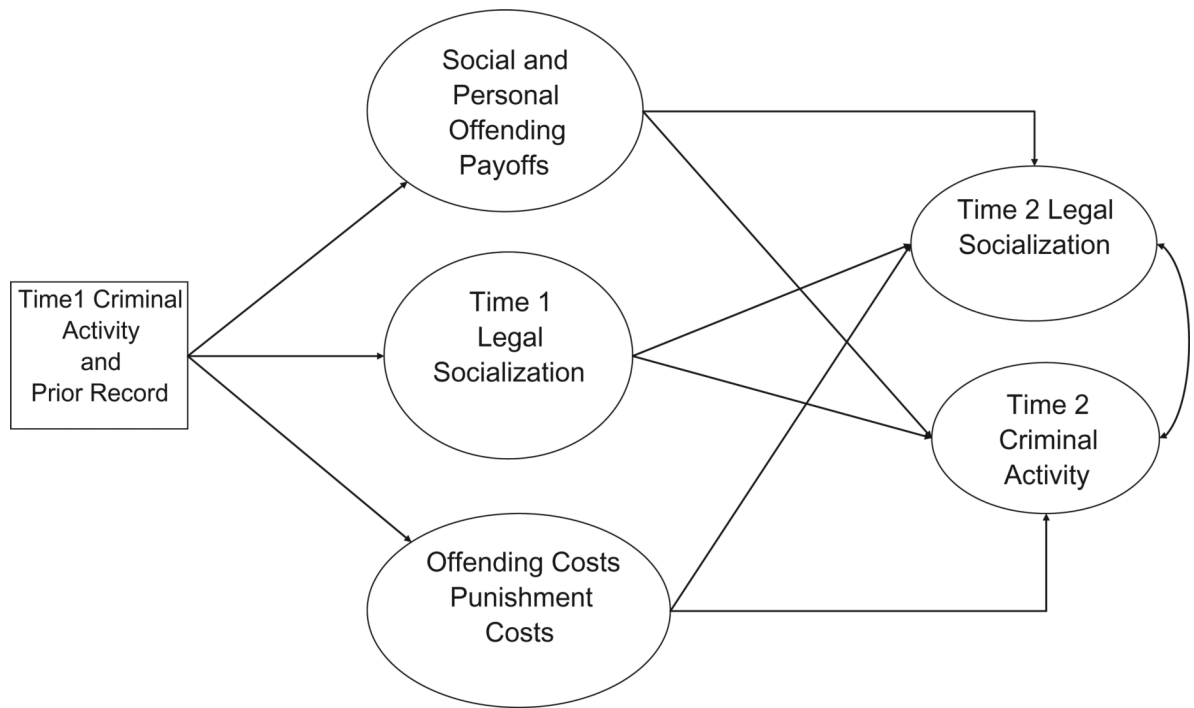 Social and
Personal
Offending
Payoffs
Time 2 Legal
Socialization
Time1 Criminal
Activity
and
Prior Record
Time 1
Legal
Socialization
Time 2
Criminal
Activity
Offending Costs
Punishment
Costs